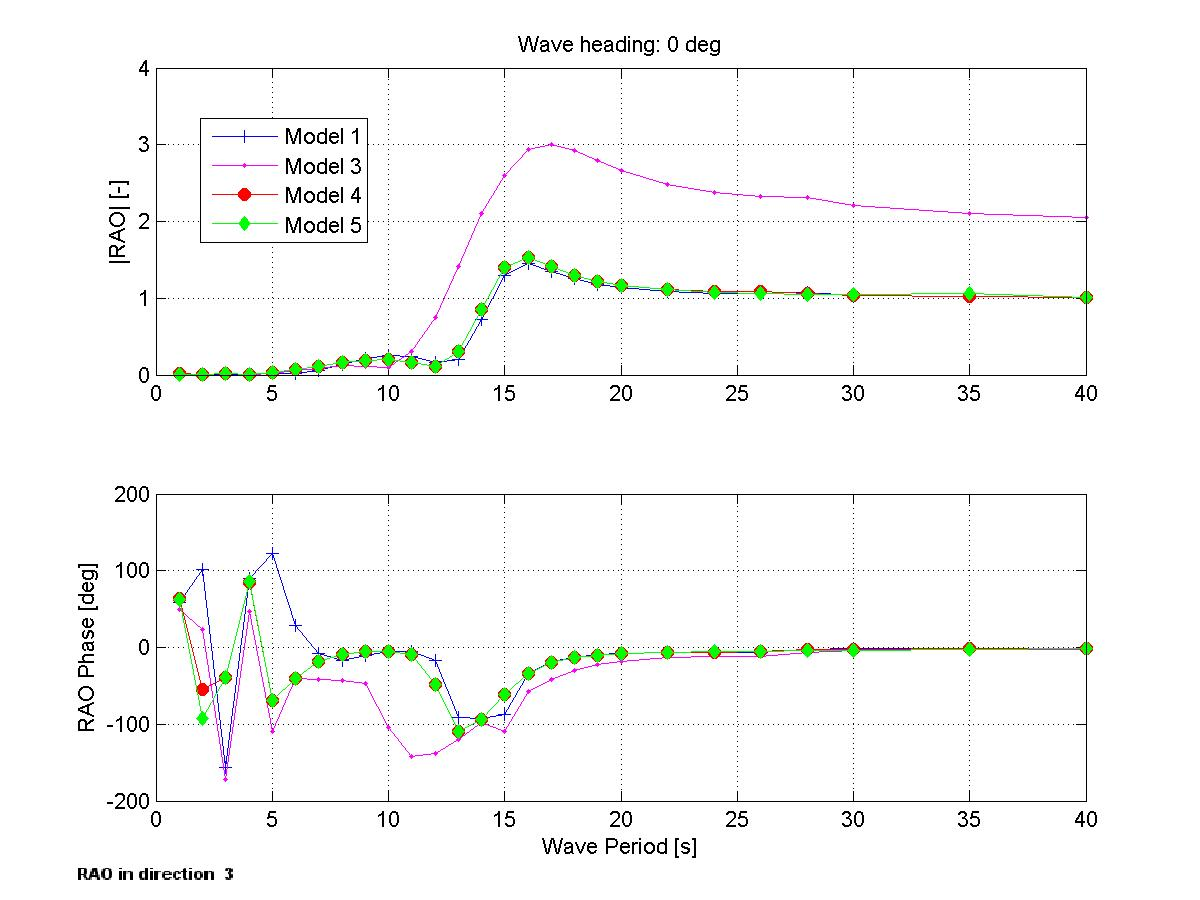 Wave heading: 0 deg
4
3
2
1
0
|RAO| [-]
Model 1
Model 3
Model 4
Model 5
0 5 10 15 20 25 30 35 40
200
100
0
-100
-200
RAO Phase [deg]
0 5 10 15 20 25 30 35 40
Wave Period [s]
RAO in direction 3